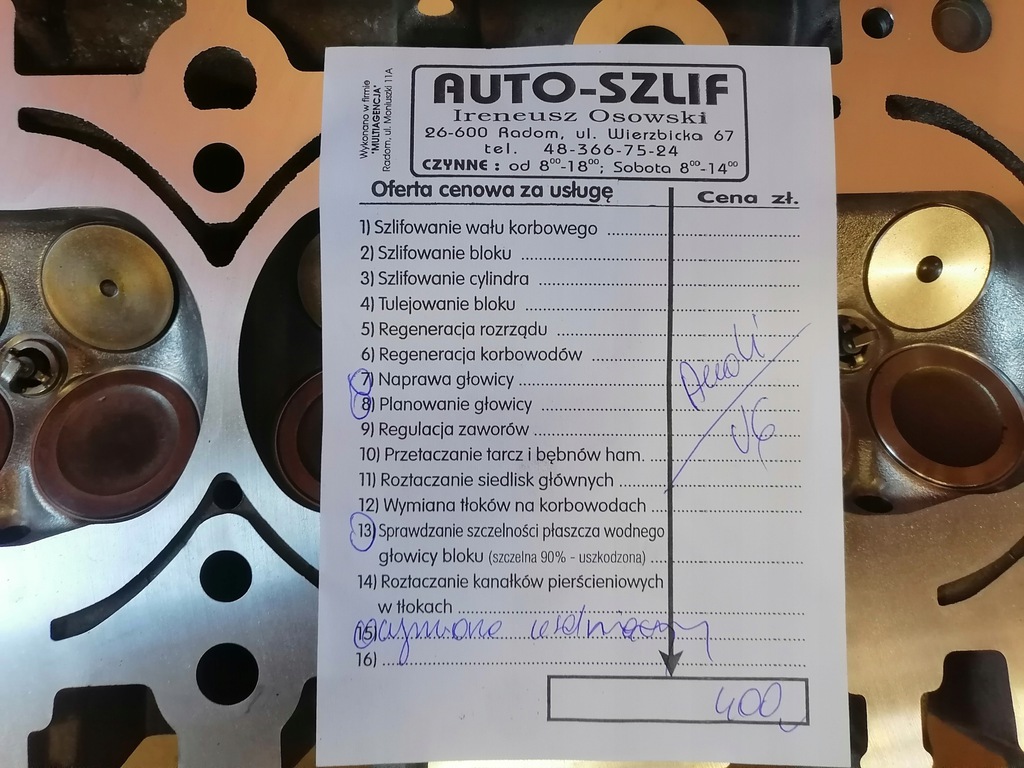 Wykonano w firmie
"MULTIAGENCJA"
Radom, ul. Moniuszki 11A
AUTO-SZLIF
Ireneusz Osowski
26-600 Radom, ul. Wierzbicka 67
tel. 48-366-75-24
CZYNNE : od 8⁰⁰-18⁰⁰; Sobota 8⁰⁰-14⁰⁰
Oferta cenowa za usługę Cena zł.
1) Szlifowanie wału korbowego
2) Szlifowanie bloku
3) Szlifowanie cylindra
4) Tulejowanie bloku
5) Regeneracja rozrządu
6) Regeneracja korbowodów
7) Naprawa głowicy
8) Planowanie głowicy
9) Regulacja zaworów
10) Przetaczanie tarcz i bębnów ham.
11) Roztaczanie siedlisk głównych
12) Wymiana tłoków na korbowodach
13) Sprawdzanie szczelności płaszcza wodnego
głowicy bloku (szczelna 90% - uszkodzona)
14) Roztaczanie kanałków pierścieniowych
w tłokach
15) wymiana
16)
400